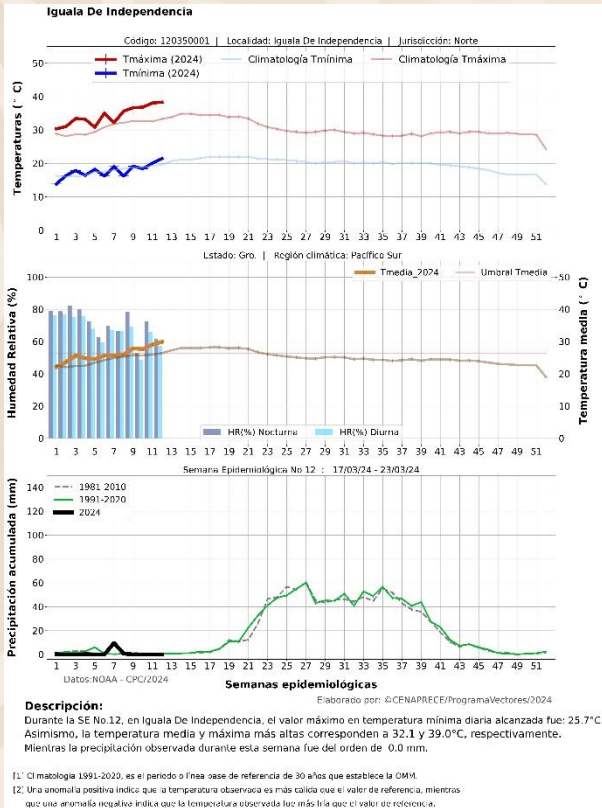 Iguala De Independencia
Código: 120350001 | Localidad: Iguala De Independencia | Jurisdicción: Norte
Tmáxima (2024) Climatología Tmínima Climatología Tmáxima
Tmínima (2024)
Temperaturas (° C)
50
40
30
20
10
0
1 3 5 7 9 11 13 15 17 19 21 23 25 27 29 31 33 35 37 39 41 43 45 47 49 51
Estado: Gro. | Región climática: Pacífico Sur
Tmedia_2024 Umbral Tmedia
Humedad Relativa (%)
100
80
60
40
20
0
Temperatura media (° C)
50
40
30
20
10
0
HR(%) Nocturna HR(%) Diurna
1 3 5 7 9 11 13 15 17 19 21 23 25 27 29 31 33 35 37 39 41 43 45 47 49 51
Semana Epidemiológica No 12 : 17/03/24 - 23/03/24
Precipitación acumulada (mm)
140
120
100
80
60
40
20
0
1981 2010
1991-2020
2024
1 3 5 7 9 11 13 15 17 19 21 23 25 27 29 31 33 35 37 39 41 43 45 47 49 51
Datos:NOAA - CPC/2024
Semanas epidemiológicas
Elaborado por: ©CENAPRECE/ProgramaVectores/2024
Descripción:
Durante la SE No.12, en Iguala De Independencia, el valor máximo en temperatura mínima diaria alcanzada fue: 25.7°C
Asimismo, la temperatura media y máxima más altas corresponden a 32.1 y 39.0°C, respectivamente.
Mientras la precipitación observada durante esta semana fue del orden de 0.0 mm.
[1] Climatología 1991-2020, es el periodo o línea base de referencia de 30 años que establece la OMM.
[2] Una anomalía positiva indica que la temperatura observada es más cálida que el valor de referencia, mientras
que una anomalía negativa indica que la temperatura observada fue más fría que el valor de referencia.